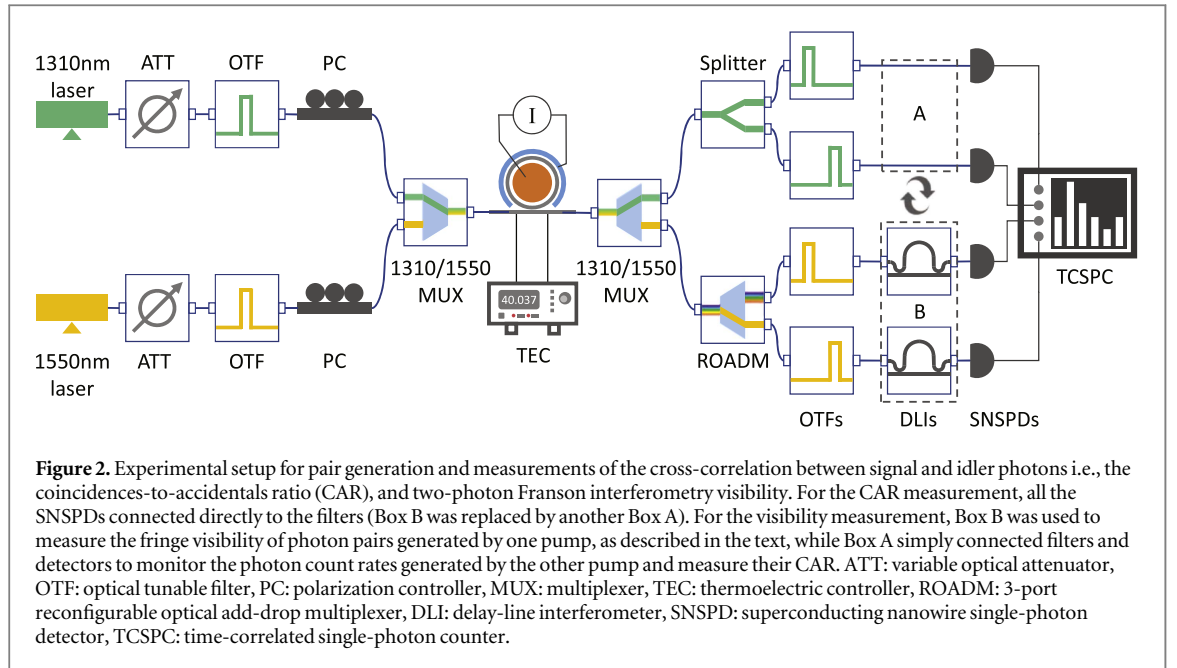 1310nm
laser
ATT
OTF
PC
I
Splitter
A
1310/1550
MUX
1310/1550
MUX
TCSPC
40.037
1550nm
laser
ATT
OTF
PC
TEC
ROADM
B
OTFs
DLIs
SNSPDs
Figure 2. Experimental setup for pair generation and measurements of the cross-correlation between signal and idler photons i.e., the
coincidences-to-accidentals ratio (CAR), and two-photon Franson interferometry visibility. For the CAR measurement, all the
SNSPDs connected directly to the filters (Box B was replaced by another Box A). For the visibility measurement, Box B was used to
measure the fringe visibility of photon pairs generated by one pump, as described in the text, while Box A simply connected filters and
detectors to monitor the photon count rates generated by the other pump and measure their CAR. ATT: variable optical attenuator,
OTF: optical tunable filter, PC: polarization controller, MUX: multiplexer, TEC: thermoelectric controller, ROADM: 3-port
reconfigurable optical add-drop multiplexer, DLI: delay-line interferometer, SNSPD: superconducting nanowire single-photon
detector, TCSPC: time-correlated single-photon counter.